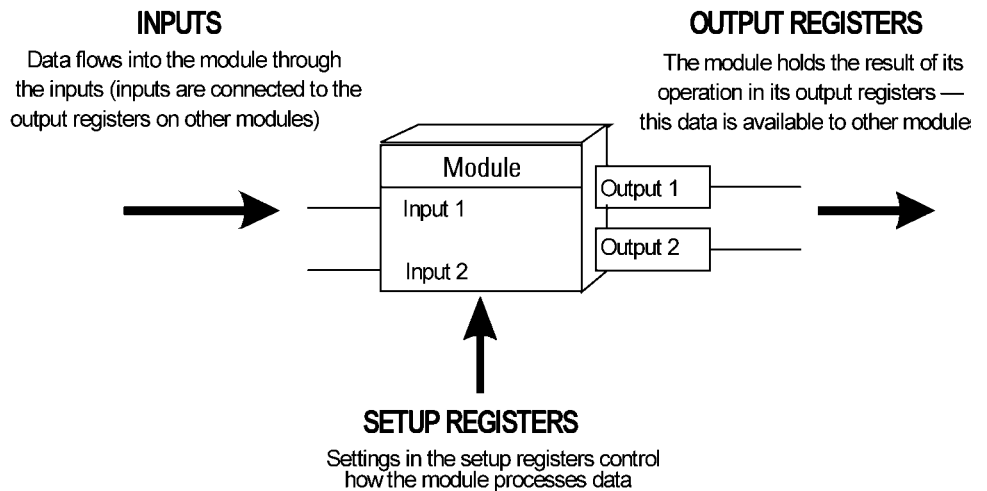 INPUTS
Data flows into the module through
the inputs (inputs are connected to the
output registers on other modules)
OUTPUT REGISTERS
The module holds the result of its
operation in its output registers —
this data is available to other module
Module
Input 1
Input 2
Output 1
Output 2
SETUP REGISTERS
Settings in the setup registers control
how the module processes data